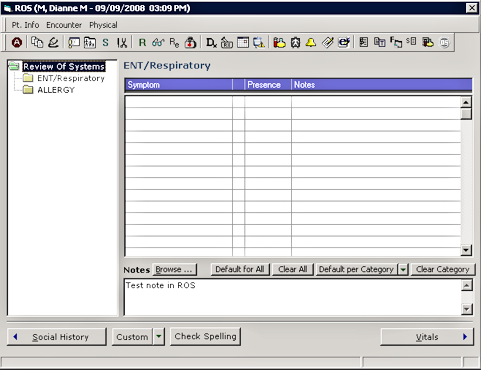 ROS (M, Dianne M - 09/09/2008 03:09 PM)
Pt. Info Encounter Physical
S R Re Dx
Review Of Systems
ENT/Respiratory
ALLERGY
ENT/Respiratory
Symptom Presence Notes
Notes Browse ... Default for All Clear All Default per Category Clear Category
Test note in ROS
Social History Custom Check Spelling Vitals